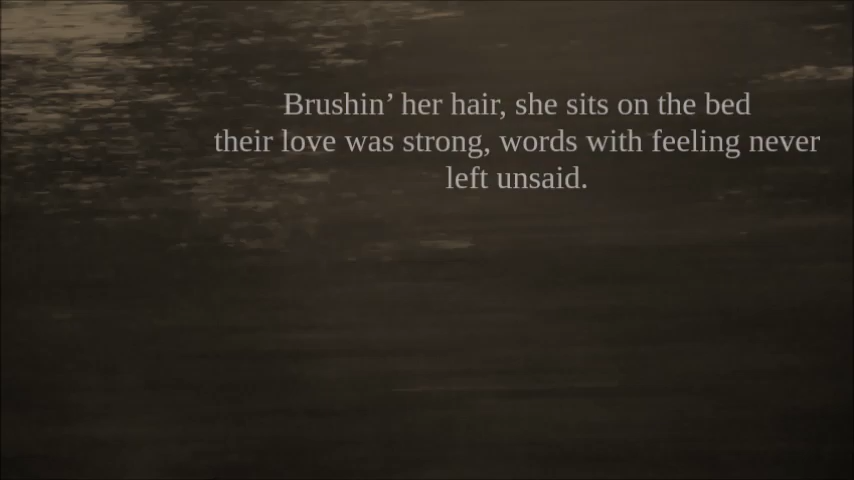 Brushin’ her hair, she sits on the bed
their love was strong, words with feeling never
left unsaid.